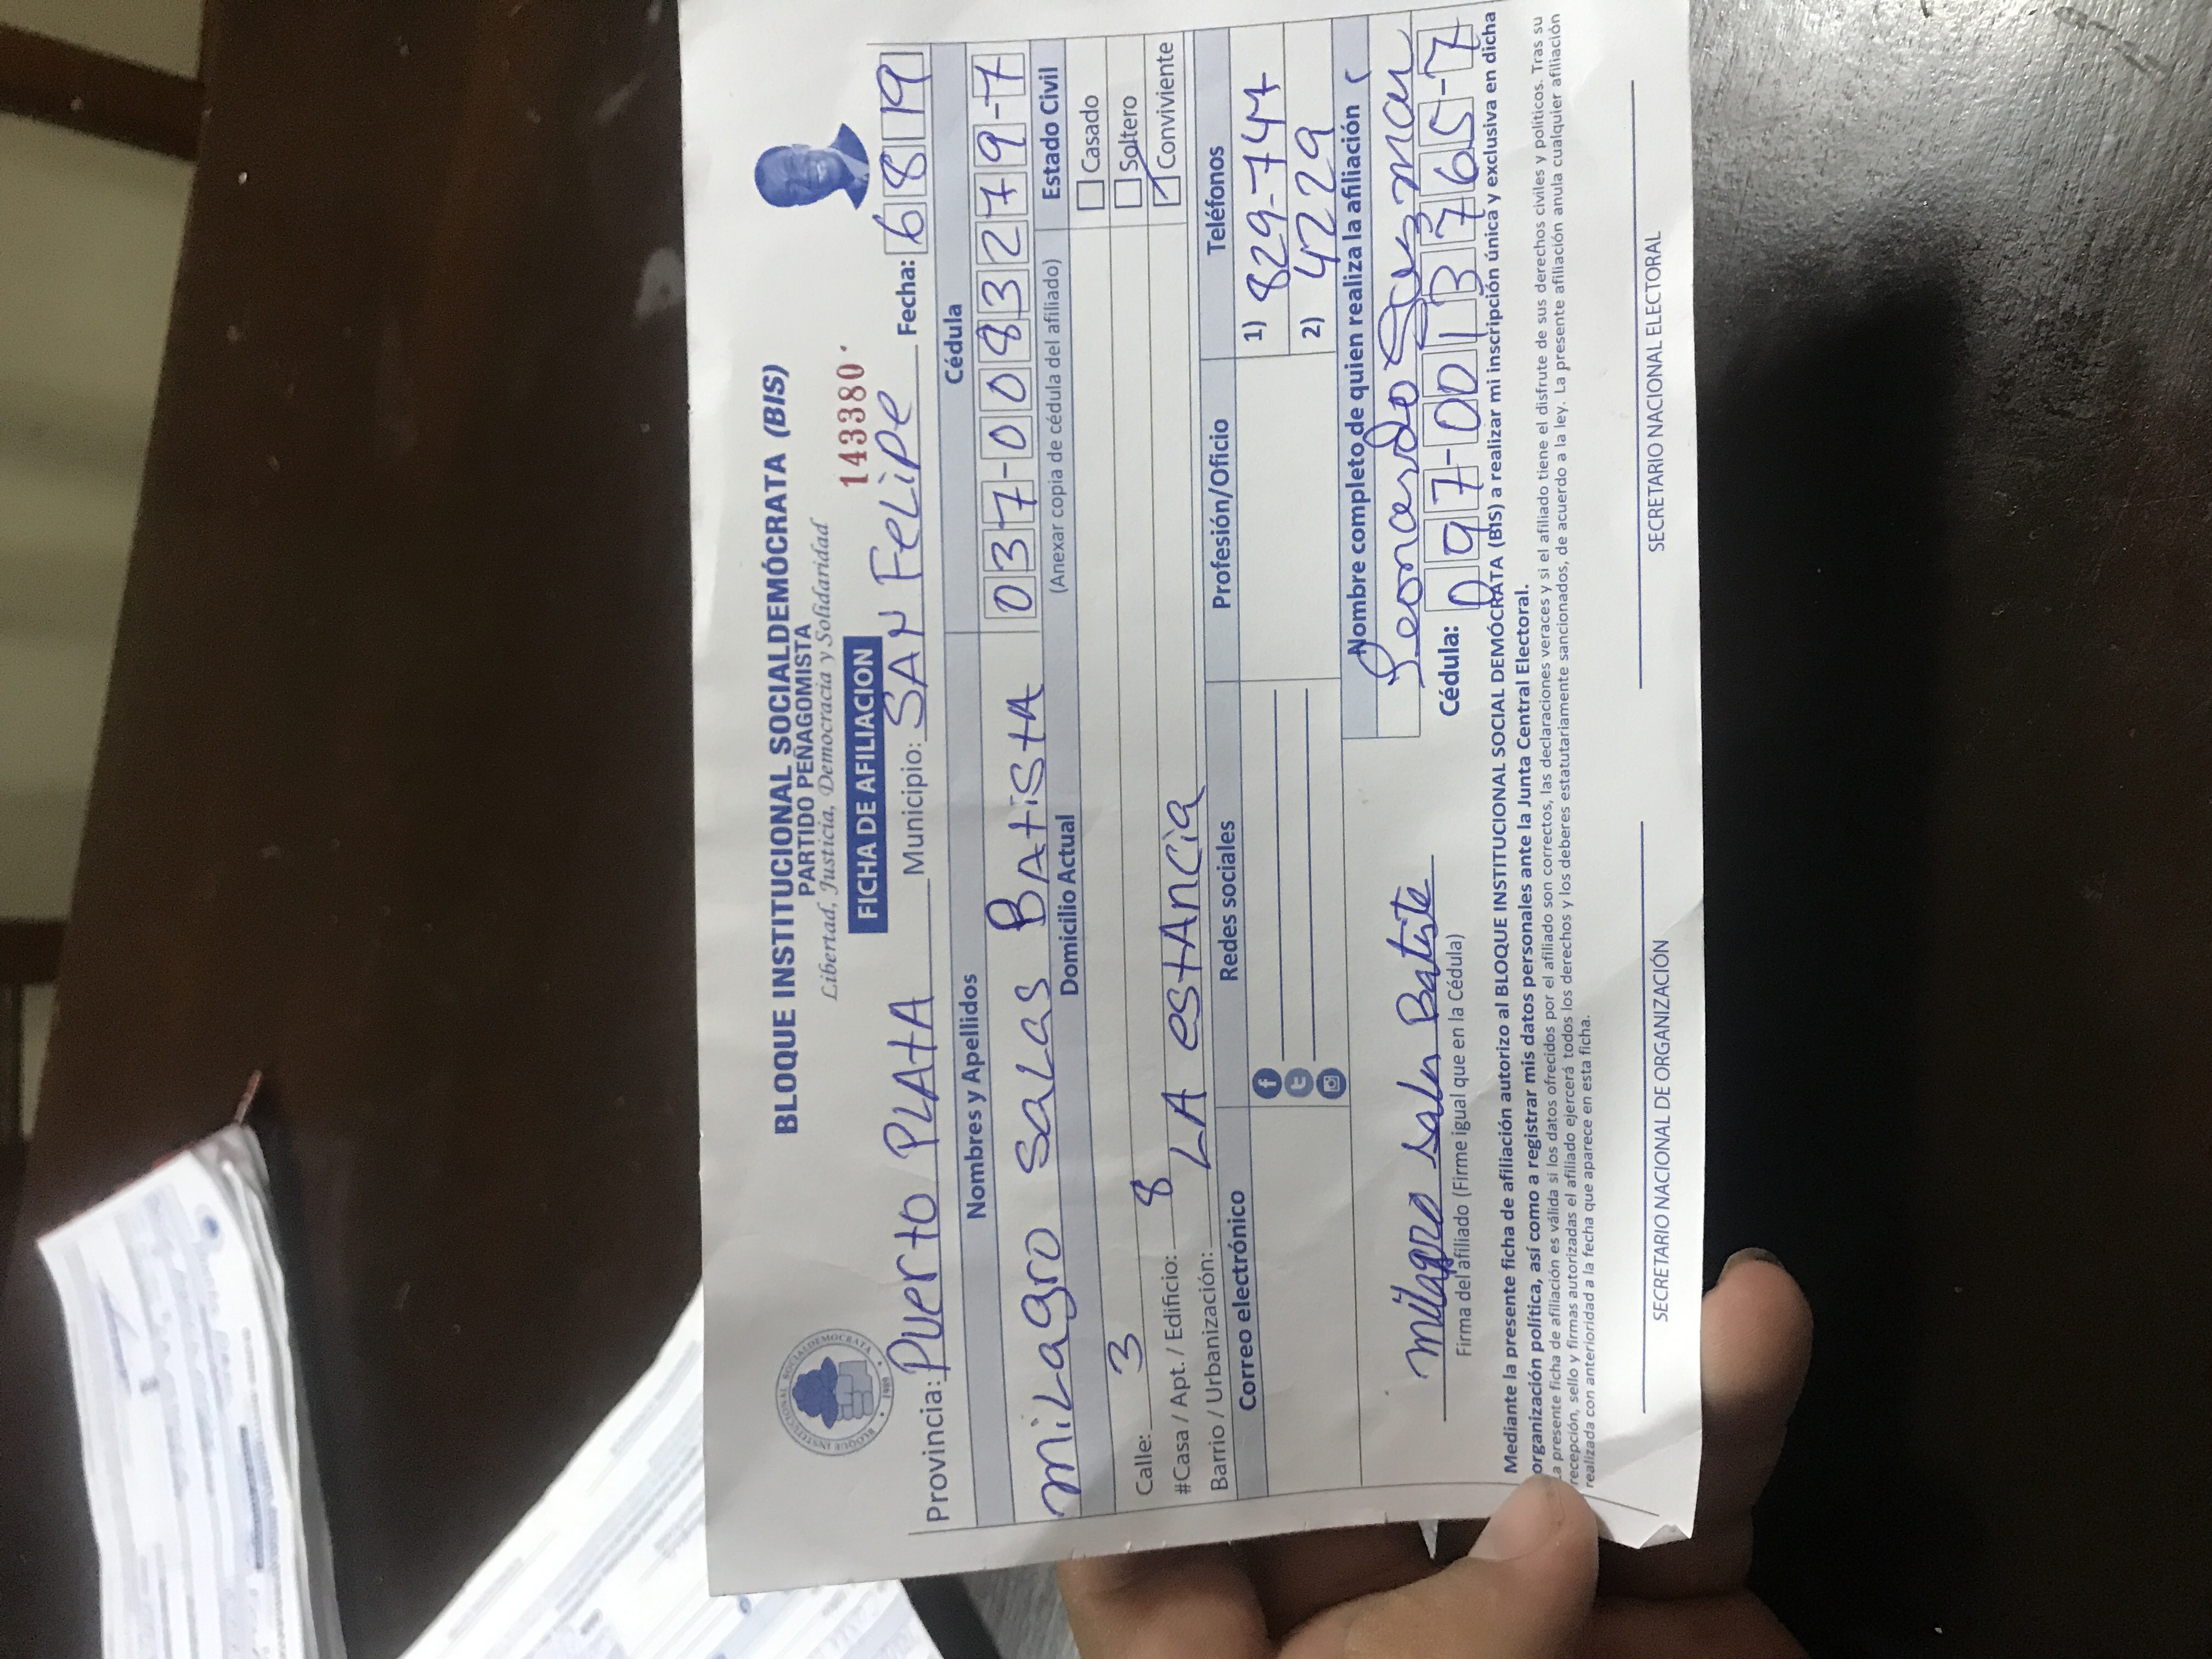 BLOQUE INSTITUCIONAL SOCIALDEMÓCRATA (BIS)
PARTIDO PEÑAGOMISTA
Libertad, Justicia, Democracia y Solidaridad
FICHA DE AFILIACION
143380
BLOQUE INSTITUCIONAL SOCIALDEMOCRATA • 1989 •
Provincia: Puerto PLAtA Municipio: SAN FeLipe Fecha: 6 8 19
Nombres y Apellidos Cédula
miLagro SaLas BAtistA 037-0083279-7
Domicilio Actual (Anexar copia de cédula del afiliado) Estado Civil
Calle: 3 Casado
#Casa / Apt. / Edificio: 8 Soltero
Barrio / Urbanización: LA estAncia Conviviente
Correo electrónico Redes sociales Profesión/Oficio Teléfonos
1) 829-744
2) 4229
Nombre completo de quien realiza la afiliación
Leonardo Guzman
Milagro Salas Batista Cédula: 097-0013765-7
Firma del afiliado (Firme igual que en la Cédula)
Mediante la presente ficha de afiliación autorizo al BLOQUE INSTITUCIONAL SOCIAL DEMÓCRATA (BIS) a realizar mi inscripción única y exclusiva en dicha
organización política, así como a registrar mis datos personales ante la Junta Central Electoral.
La presente ficha de afiliación es válida si los datos ofrecidos por el afiliado son correctos, las declaraciones veraces y si el afiliado tiene el disfrute de sus derechos civiles y políticos. Tras su
recepción, sello y firmas autorizadas el afiliado ejercerá todos los derechos y los deberes estatutariamente sancionados, de acuerdo a la ley. La presente afiliación anula cualquier afiliación
realizada con anterioridad a la fecha que aparece en esta ficha.
SECRETARIO NACIONAL DE ORGANIZACIÓN SECRETARIO NACIONAL ELECTORAL